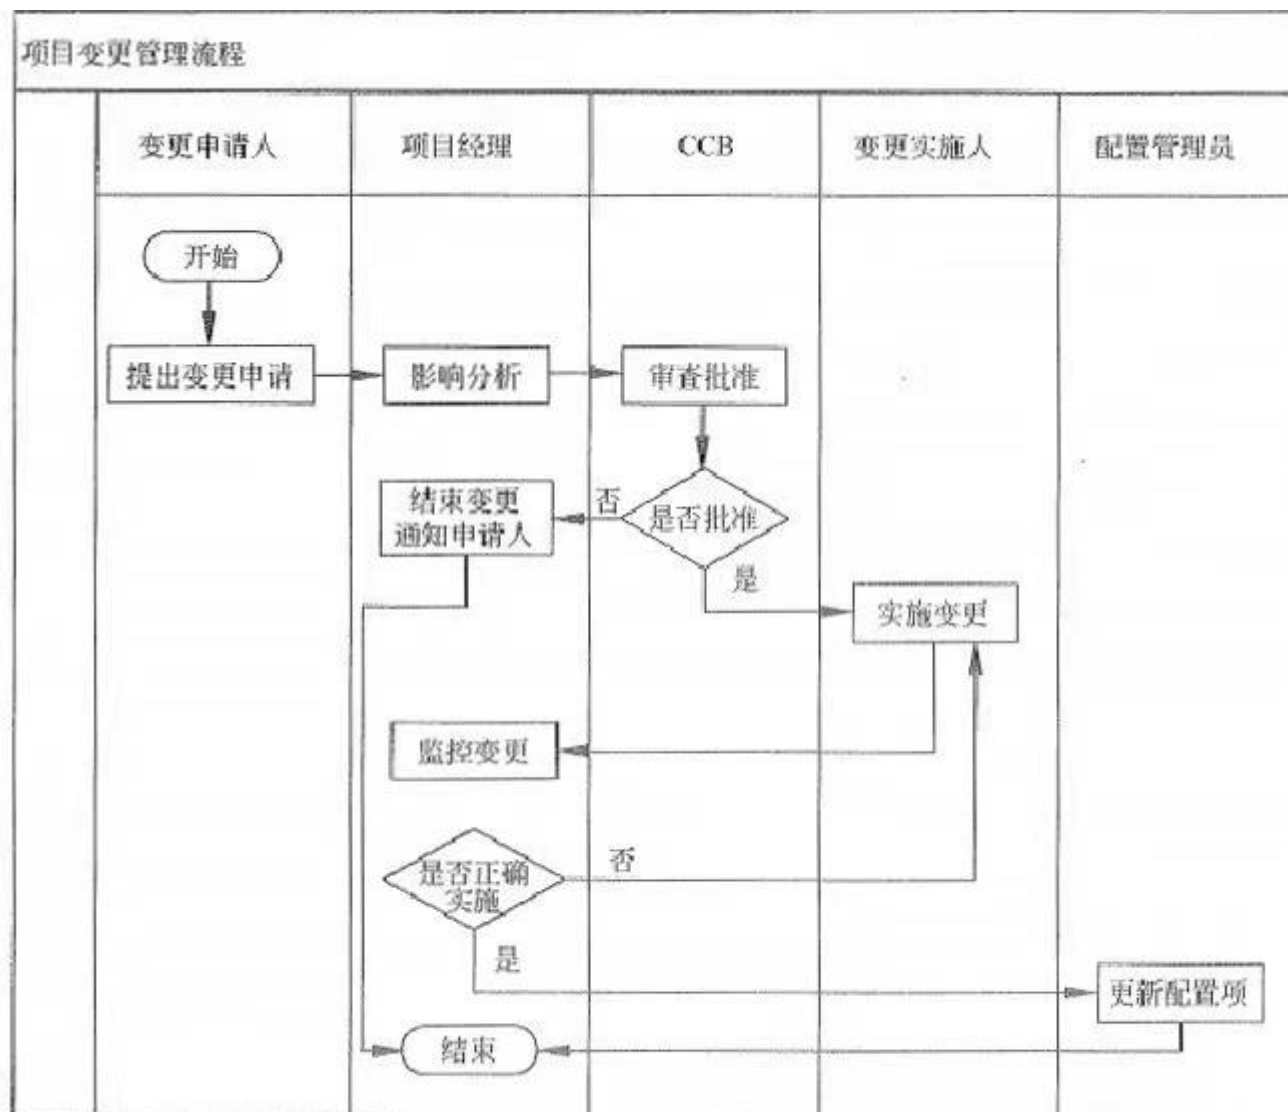 项目变更管理流程
变更申请人
项目经理
CCB
变更实施人
配置管理员
开始
提出变更申请
影响分析
审查批准
结束变更
通知申请人
否
是否批准
是
实施变更
监控变更
是否正确
实施
否
是
更新配置项
结束